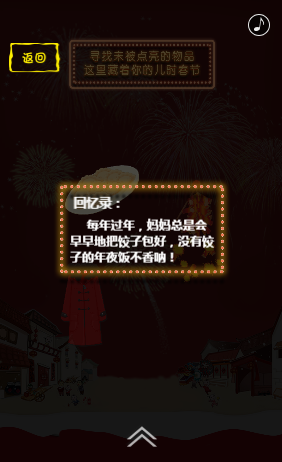 返回
寻找未被点亮的物品
这里藏着你的儿时春节
回忆录：
每年过年，妈妈总是会
早早地把饺子包好，没有饺
子的年夜饭不香呐！